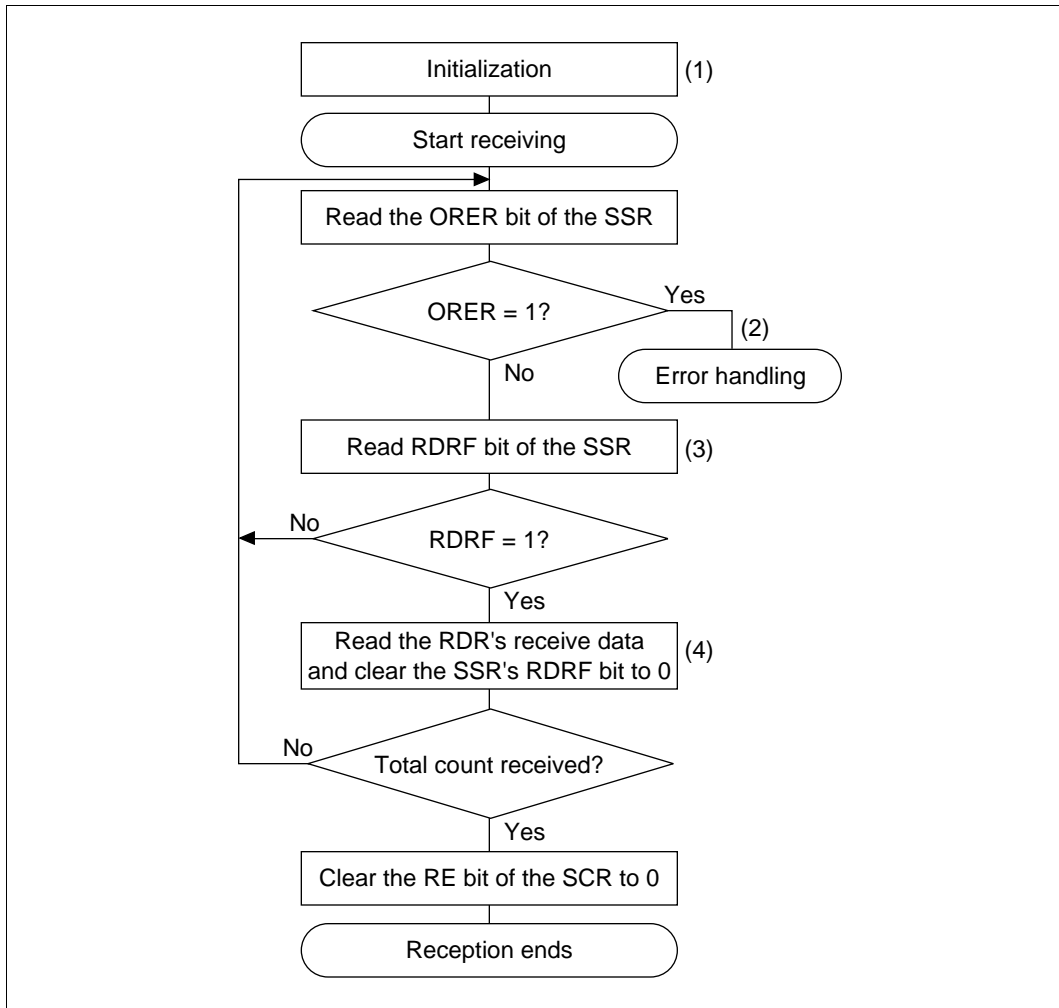 Initialization
(1)
Start receiving
Read the ORER bit of the SSR
ORER = 1?
Yes
(2)
Error handling
No
Read RDRF bit of the SSR
(3)
No
RDRF = 1?
Yes
Read the RDR's receive data
and clear the SSR's RDRF bit to 0
(4)
No
Total count received?
Yes
Clear the RE bit of the SCR to 0
Reception ends